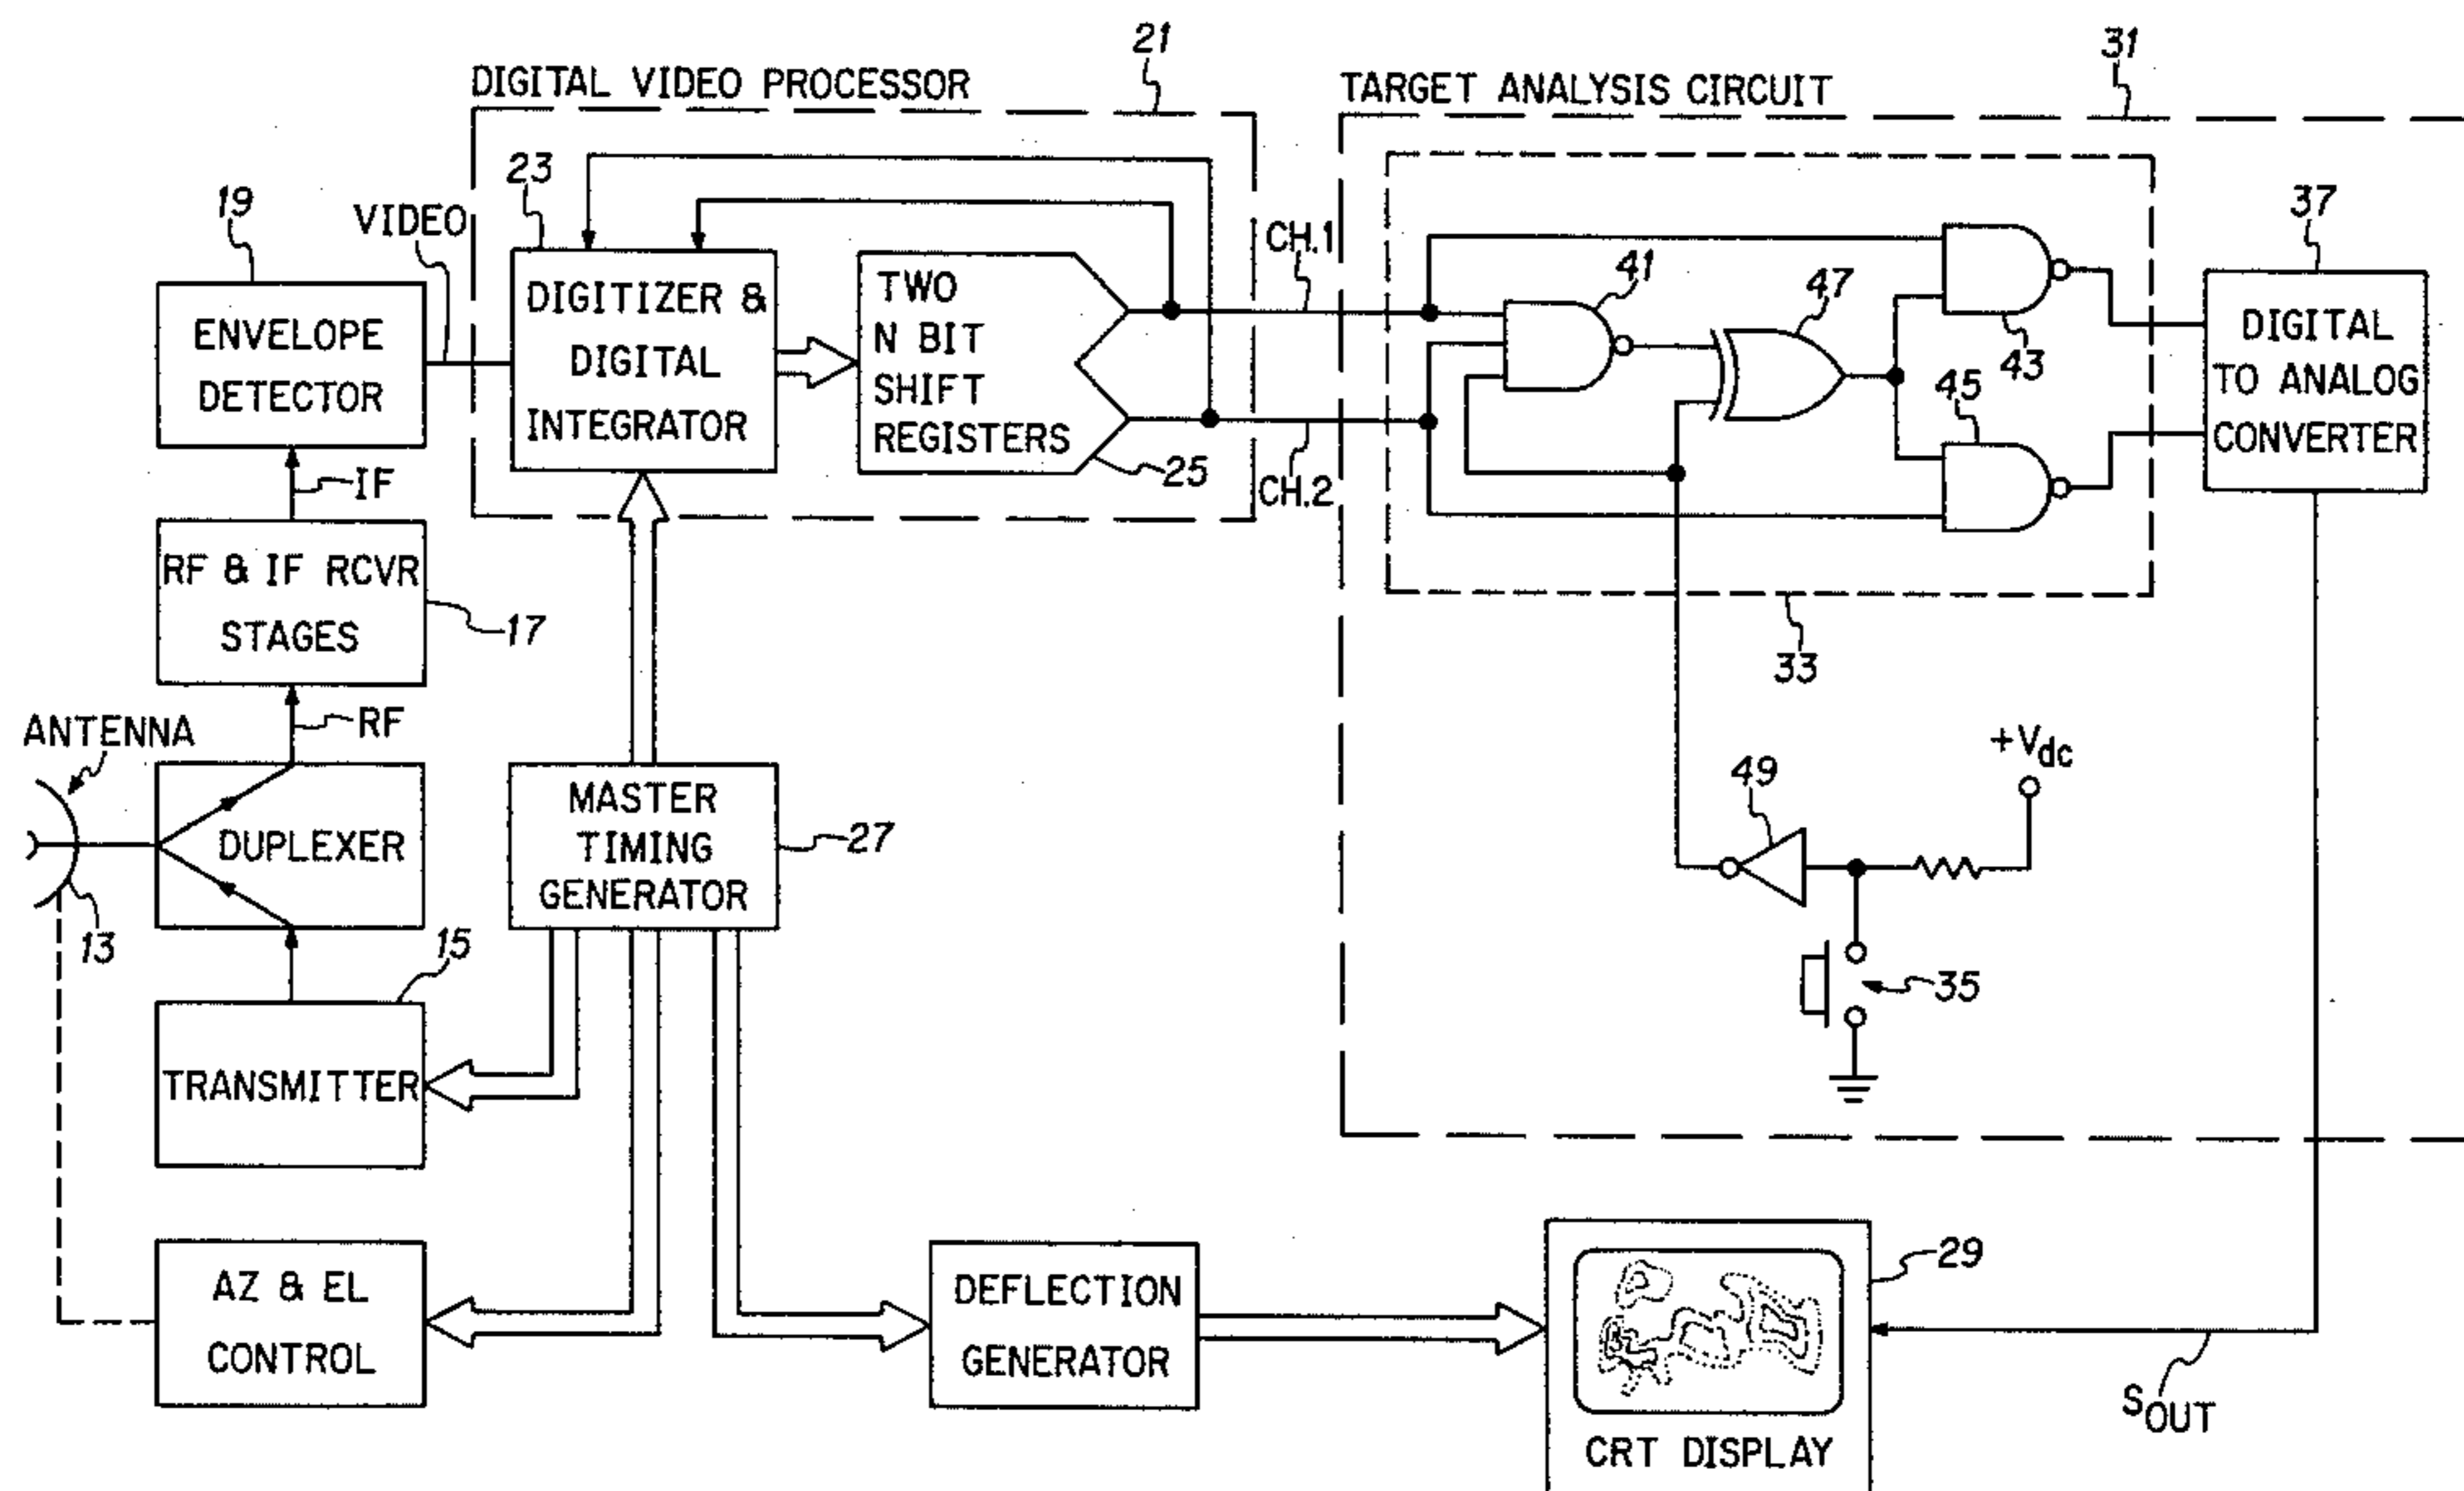 21
31
DIGITAL VIDEO PROCESSOR
TARGET ANALYSIS CIRCUIT
19
VIDEO
23
ENVELOPE
DETECTOR
DIGITIZER &
DIGITAL
INTEGRATOR
TWO
N BIT
SHIFT
REGISTERS
25
CH.1
CH.2
41
47
43
45
37
DIGITAL
TO ANALOG
CONVERTER
33
IF
RF & IF RCVR
STAGES
17
RF
ANTENNA
13
DUPLEXER
MASTER
TIMING
GENERATOR
27
49
+Vdc
35
15
TRANSMITTER
AZ & EL
CONTROL
DEFLECTION
GENERATOR
29
CRT DISPLAY
SOUT